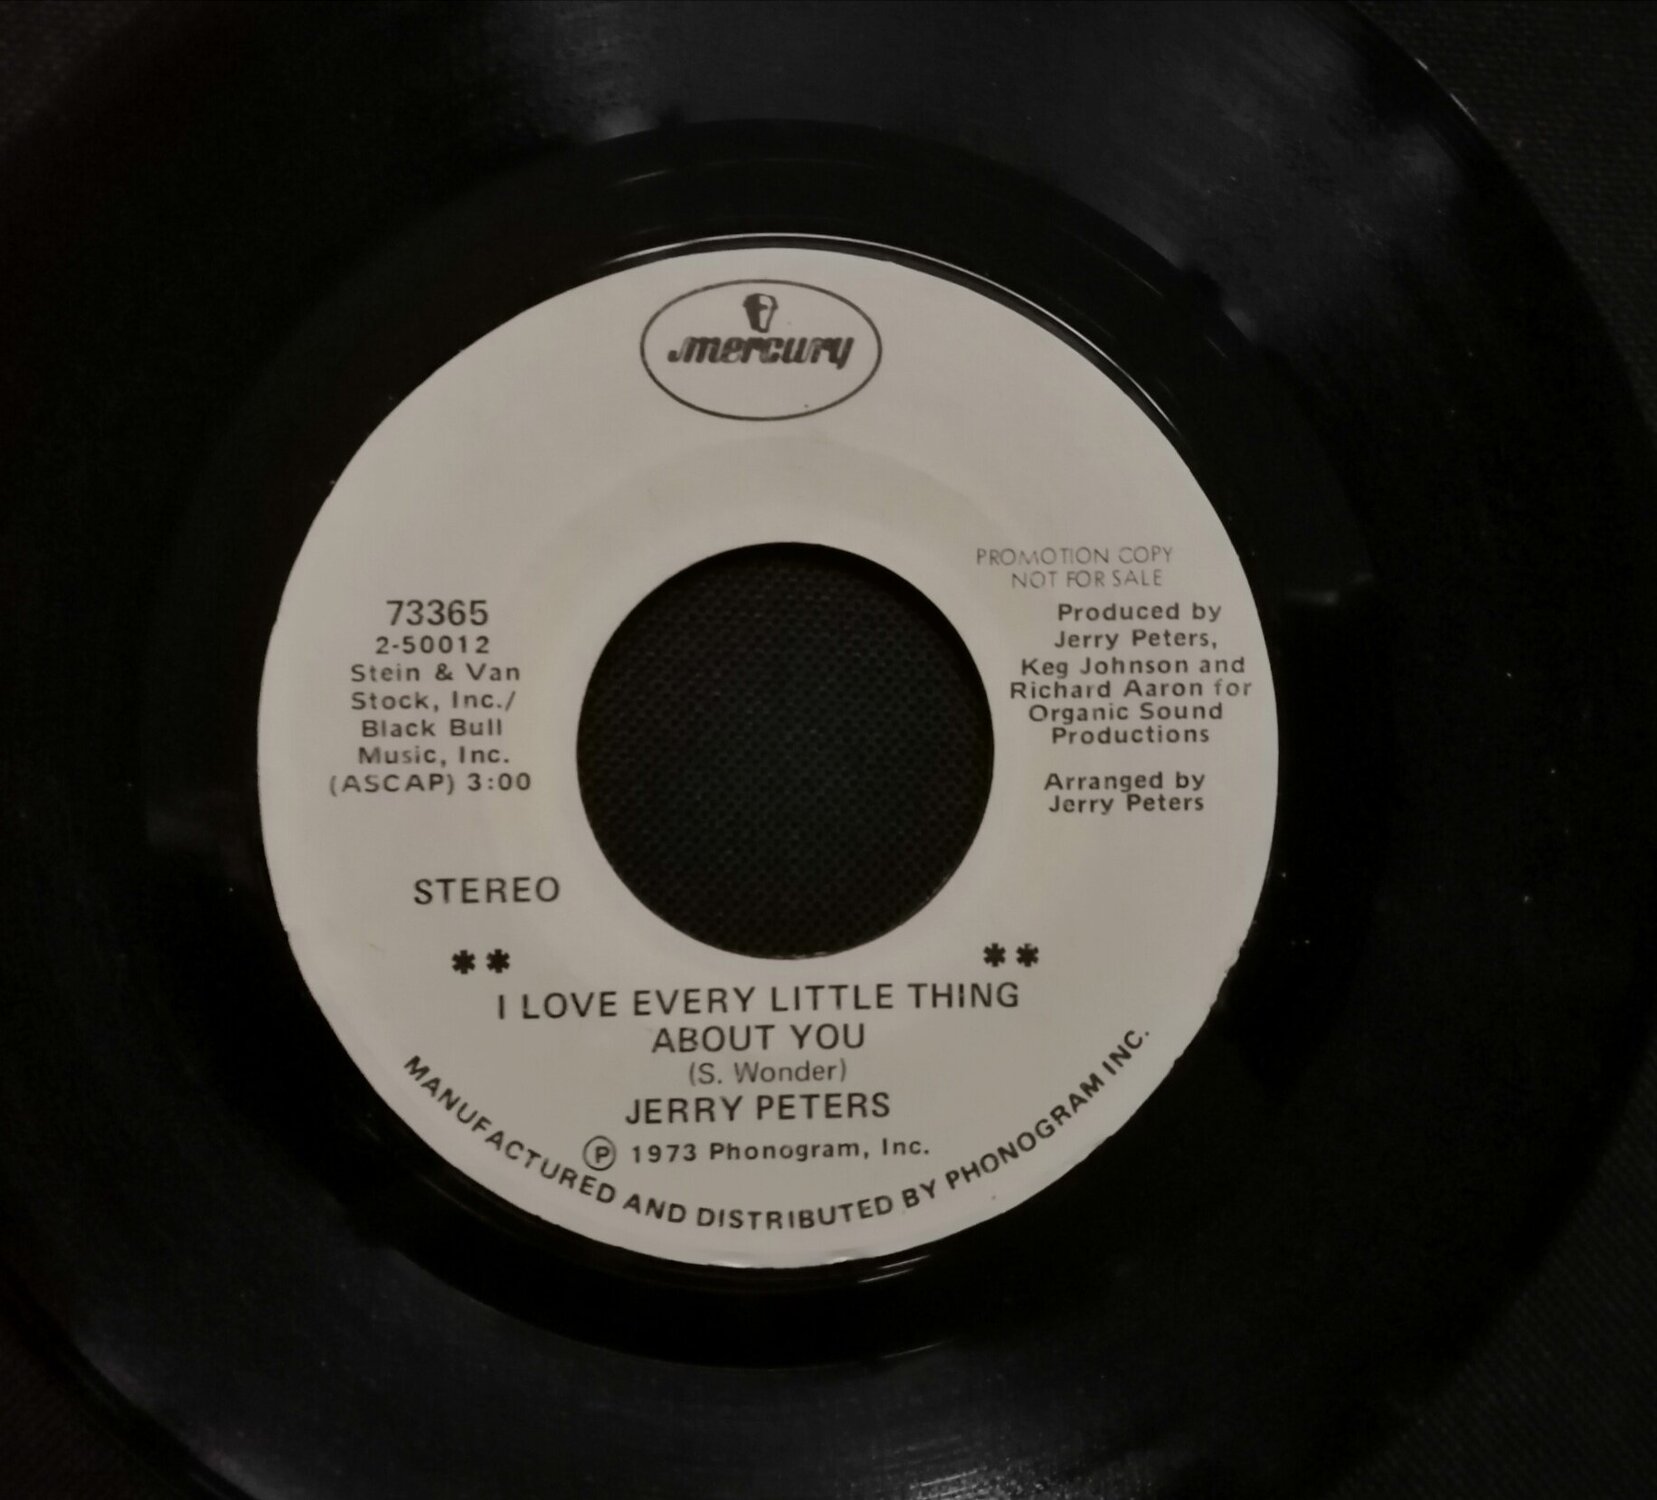 mercury
PROMOTION COPY
NOT FOR SALE
73365
2-50012
Stein & Van
Stock, Inc./
Black Bull
Music, Inc.
(ASCAP) 3:00
Produced by
Jerry Peters,
Keg Johnson and
Richard Aaron for
Organic Sound
Productions
Arranged by
Jerry Peters
STEREO
** **
I LOVE EVERY LITTLE THING
ABOUT YOU
(S. Wonder)
JERRY PETERS
Ⓟ 1973 Phonogram, Inc.
MANUFACTURED AND DISTRIBUTED BY PHONOGRAM INC.